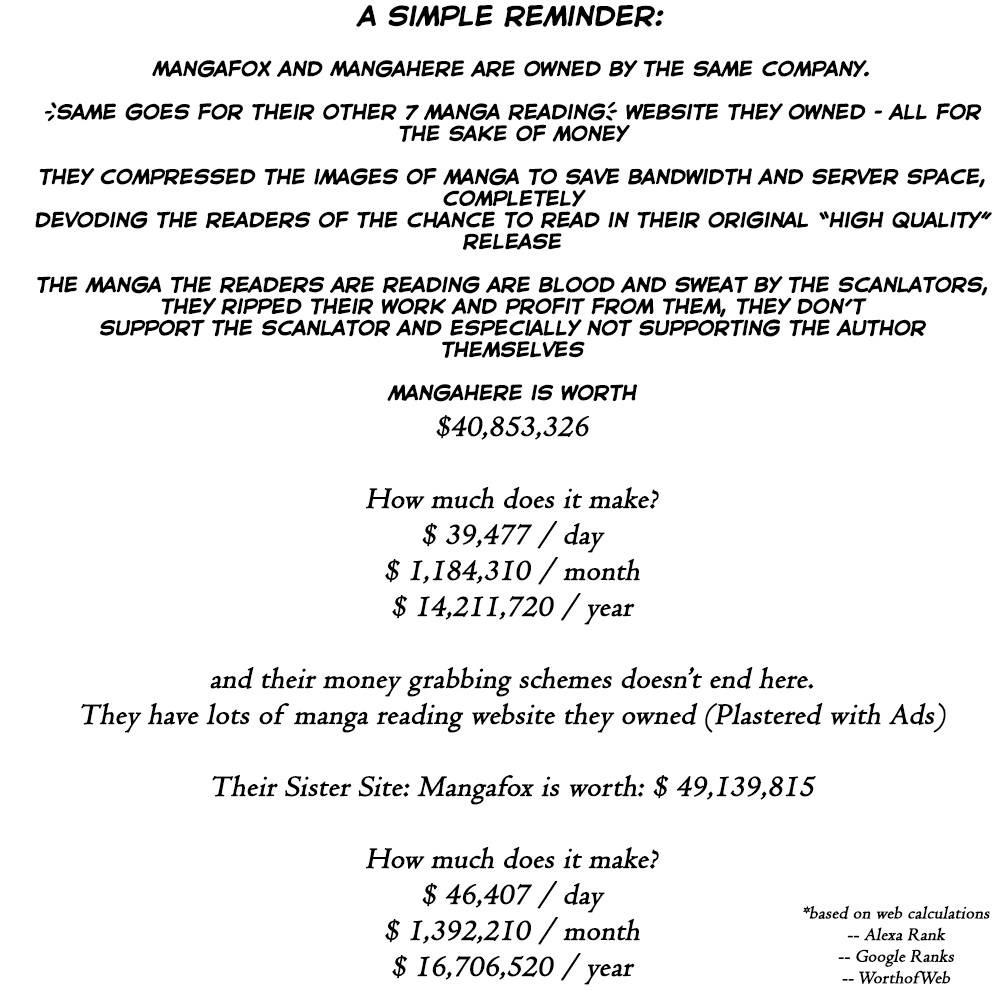 A SIMPLE REMINDER:
MANGAFOX AND MANGAHERE ARE OWNED BY THE SAME COMPANY.
SAME GOES FOR THEIR OTHER 7 MANGA READING WEBSITE THEY OWNED - ALL FOR
THE SAKE OF MONEY
THEY COMPRESSED THE IMAGES OF MANGA TO SAVE BANDWIDTH AND SERVER SPACE,
COMPLETELY
DEVODING THE READERS OF THE CHANCE TO READ IN THEIR ORIGINAL "HIGH QUALITY"
RELEASE
THE MANGA THE READERS ARE READING ARE BLOOD AND SWEAT BY THE SCANLATORS,
THEY RIPPED THEIR WORK AND PROFIT FROM THEM, THEY DON'T
SUPPORT THE SCANLATOR AND ESPECIALLY NOT SUPPORTING THE AUTHOR
THEMSELVES
MANGAHERE IS WORTH
$40,853,326
How much does it make?
$ 39,477 / day
$ 1,184,310 / month
$ 14,211,720 / year
and their money grabbing schemes doesn't end here.
They have lots of manga reading website they owned (Plastered with Ads)
Their Sister Site: Mangafox is worth: $ 49,139,815
How much does it make?
$ 46,407 / day
$ 1,392,210 / month
$ 16,706,520 / year
*based on web calculations
-- Alexa Rank
-- Google Ranks
-- WorthofWeb